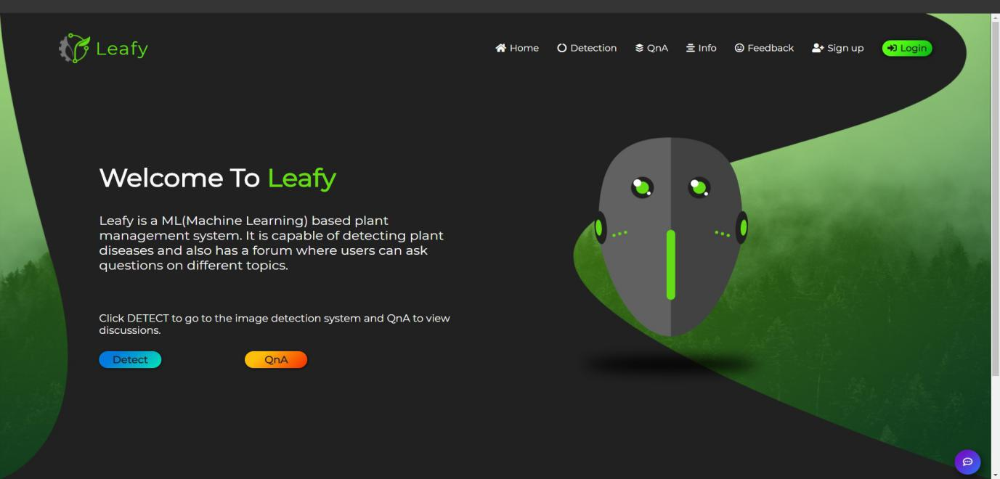 Leafy
Home Detection QnA Info Feedback Sign up Login
Welcome To Leafy
Leafy is a ML(Machine Learning) based plant
management system. It is capable of detecting plant
diseases and also has a forum where users can ask
questions on different topics.
Click DETECT to go to the image detection system and QnA to view
discussions.
Detect QnA